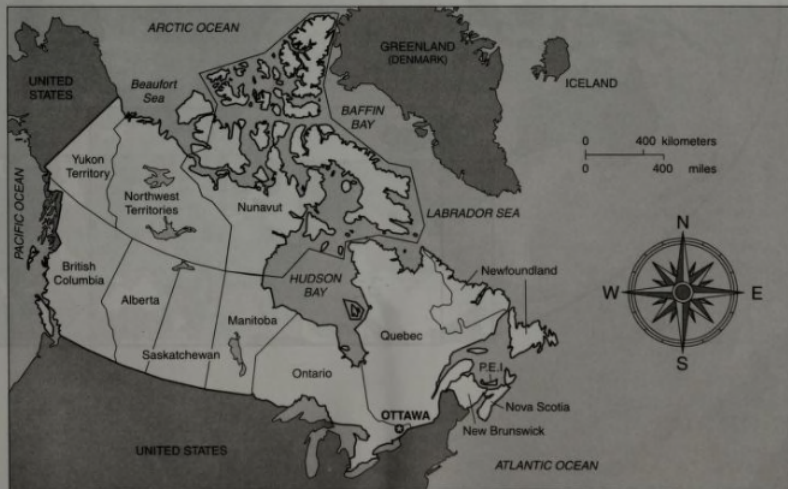 ARCTIC OCEAN
GREENLAND
(DENMARK)
ICELAND
UNITED
STATES
Beaufort
Sea
BAFFIN
BAY
0 400 kilometers
0 400 miles
Yukon
Territory
Northwest
Territories
Nunavut
LABRADOR SEA
PACIFIC OCEAN
N
W
E
S
British
Columbia
Alberta
HUDSON
BAY
Newfoundland
Manitoba
Saskatchewan
Quebec
Ontario
P.E.I.
OTTAWA
Nova Scotia
New Brunswick
UNITED STATES
ATLANTIC OCEAN